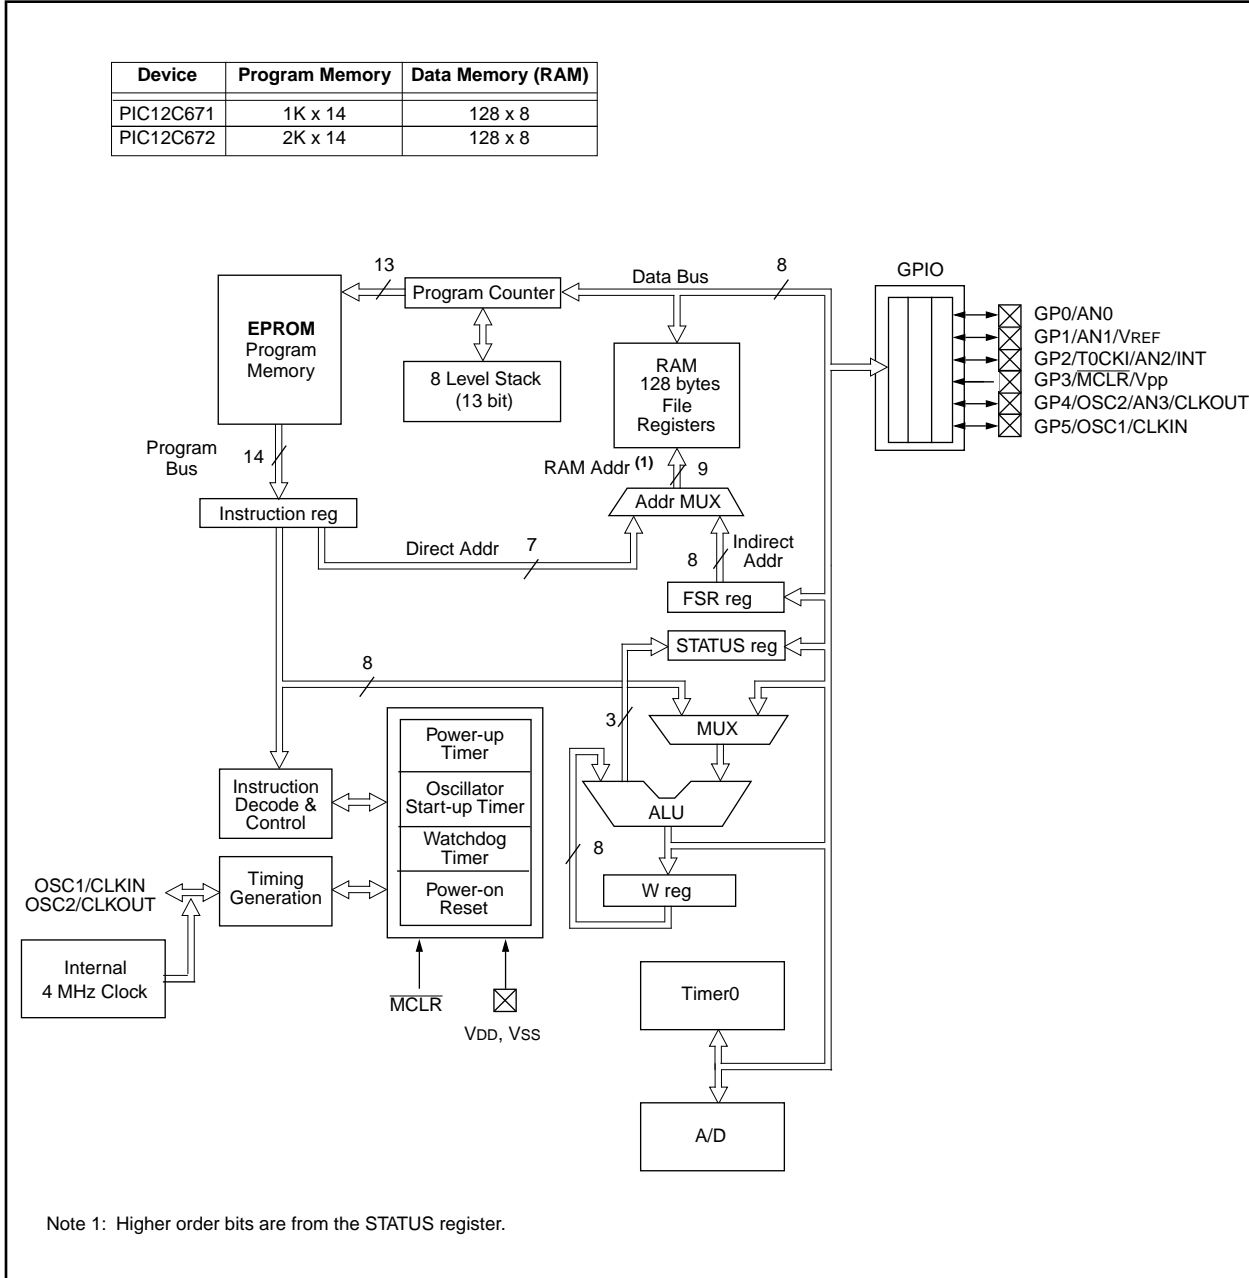 Device Program Memory Data Memory (RAM)
PIC12C671 1K x 14 128 x 8
PIC12C672 2K x 14 128 x 8
EPROM
Program
Memory
13
Program Counter
8 Level Stack
(13 bit)
Data Bus
8
RAM
128 bytes
File
Registers
GPIO
GP0/AN0
GP1/AN1/VREF
GP2/T0CKI/AN2/INT
GP3/MCLR/Vpp
GP4/OSC2/AN3/CLKOUT
GP5/OSC1/CLKIN
Program
Bus
14
RAM Addr (1)
9
Addr MUX
Instruction reg
Direct Addr
7
8
Indirect
Addr
FSR reg
STATUS reg
8
3
MUX
ALU
8
W reg
Power-up
Timer
Oscillator
Start-up Timer
Watchdog
Timer
Power-on
Reset
Instruction
Decode &
Control
Timing
Generation
OSC1/CLKIN
OSC2/CLKOUT
Internal
4 MHz Clock
MCLR
VDD, VSS
Timer0
A/D
Note 1: Higher order bits are from the STATUS register.